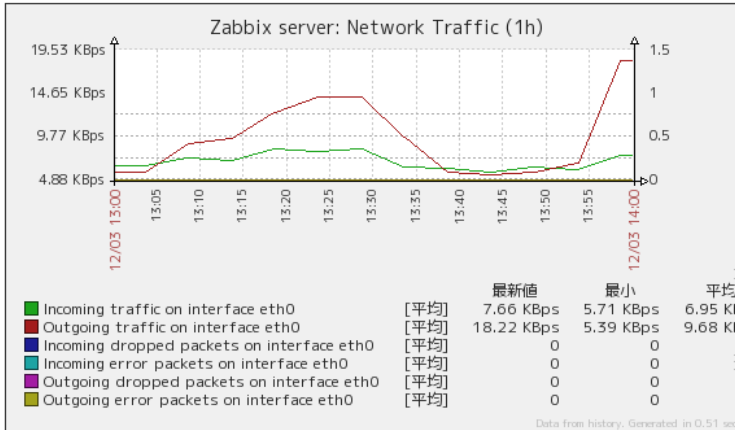 Zabbix server: Network Traffic (1h)
19.53 KBps
14.65 KBps
9.77 KBps
4.88 KBps
1.5
1
0.5
0
12/03 13:00
13:05
13:10
13:15
13:20
13:25
13:30
13:35
13:40
13:45
13:50
13:55
12/03 14:00
最新値 最小 平均
Incoming traffic on interface eth0 [平均] 7.66 KBps 5.71 KBps 6.95
Outgoing traffic on interface eth0 [平均] 18.22 KBps 5.39 KBps 9.68
Incoming dropped packets on interface eth0 [平均] 0 0
Incoming error packets on interface eth0 [平均] 0 0
Outgoing dropped packets on interface eth0 [平均] 0 0
Outgoing error packets on interface eth0 [平均] 0 0
Data from history. Generated in 0.51